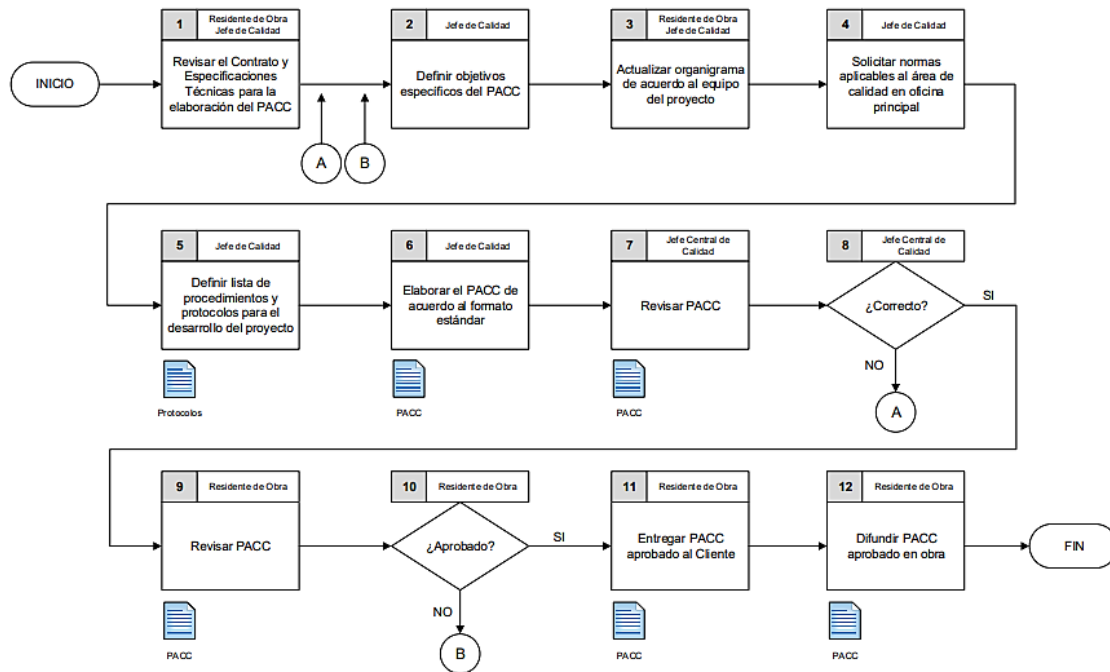 1
Residente de Obra
Jefe de Calidad
Revisar el Contrato y
Especificaciones
Técnicas para la
elaboración del PACC
2
Jefe de Calidad
Definir objetivos
específicos del PACC
3
Residente de Obra
Jefe de Calidad
Actualizar organigrama
de acuerdo al equipo
del proyecto
4
Jefe de Calidad
Solicitar normas
aplicables al área de
calidad en oficina
principal
INICIO
A
B
5
Jefe de Calidad
Definir lista de
procedimientos y
protocolos para el
desarrollo del proyecto
Protocolos
6
Jefe de Calidad
Elaborar el PACC de
acuerdo al formato
estándar
PACC
7
Jefe Central de
Calidad
Revisar PACC
PACC
8
Jefe Central de
Calidad
¿Correcto?
SI
NO
A
9
Residente de Obra
Revisar PACC
PACC
10
Residente de Obra
¿Aprobado?
SI
NO
B
11
Residente de Obra
Entregar PACC
aprobado al Cliente
PACC
12
Residente de Obra
Difundir PACC
aprobado en obra
PACC
FIN